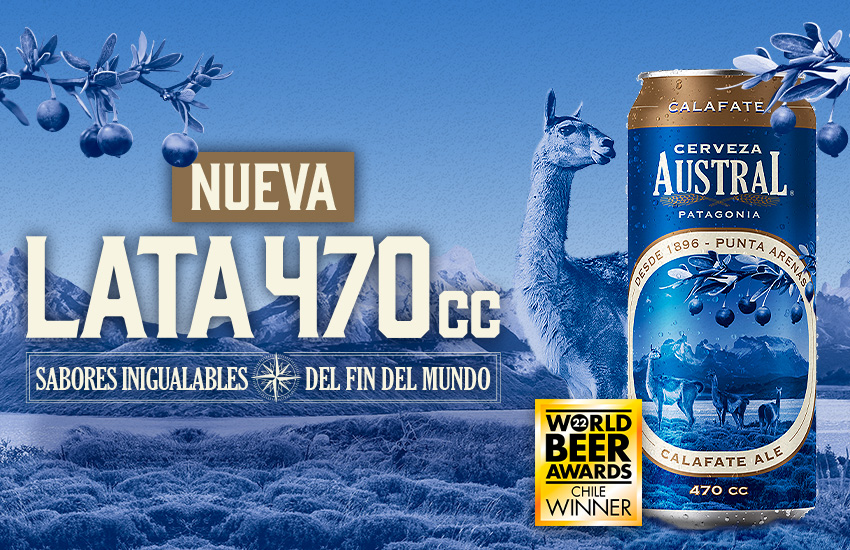 NUEVA
LATA 470 CC
SABORES INIGUALABLES DEL FIN DEL MUNDO
CALAFATE
CERVEZA
AUSTRAL
PATAGONIA
DESDE 1896 - PUNTA ARENAS
CALAFATE ALE
470 CC
WORLD
22
BEER
AWARDS
CHILE
WINNER